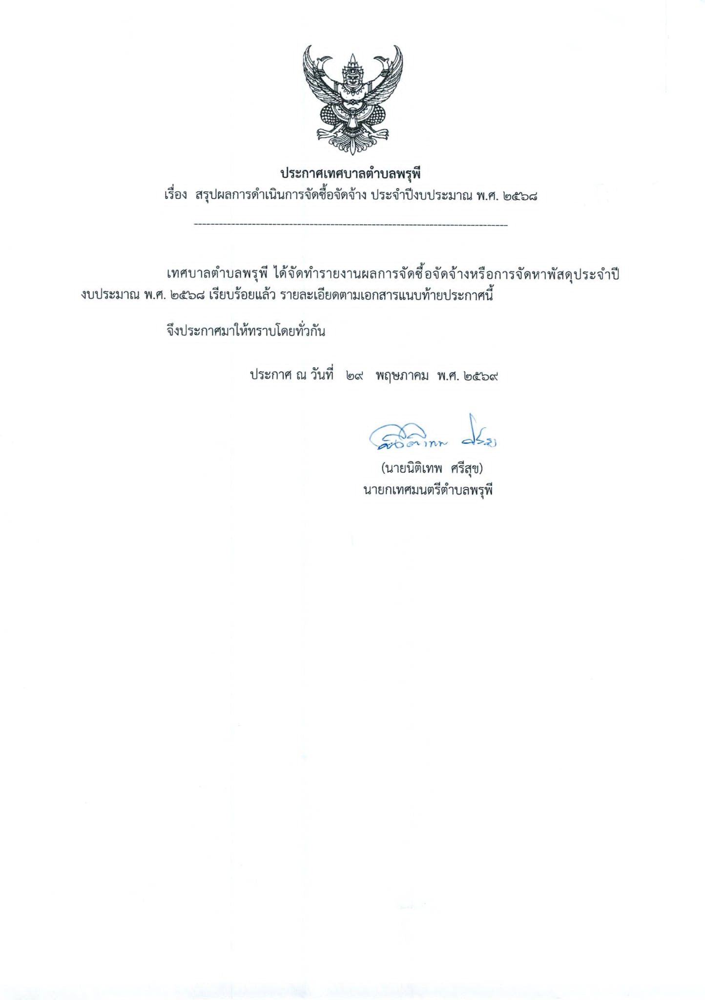 ประกาศเทศบาลตำบลพรุพี
เรื่อง สรุปผลการดำเนินการจัดซื้อจัดจ้าง ประจำปีงบประมาณ พ.ศ. ๒๕๖๘
เทศบาลตำบลพรุพี ได้จัดทำรายงานผลการจัดซื้อจัดจ้างหรือการจัดหาพัสดุประจำปี
งบประมาณ พ.ศ. ๒๕๖๘ เรียบร้อยแล้ว รายละเอียดตามเอกสารแนบท้ายประกาศนี้
จึงประกาศมาให้ทราบโดยทั่วกัน
ประกาศ ณ วันที่ ๒๙ พฤษภาคม พ.ศ. ๒๕๖๙
(นายนิติเทพ ศรีสุข)
นายกเทศมนตรีตำบลพรุพี